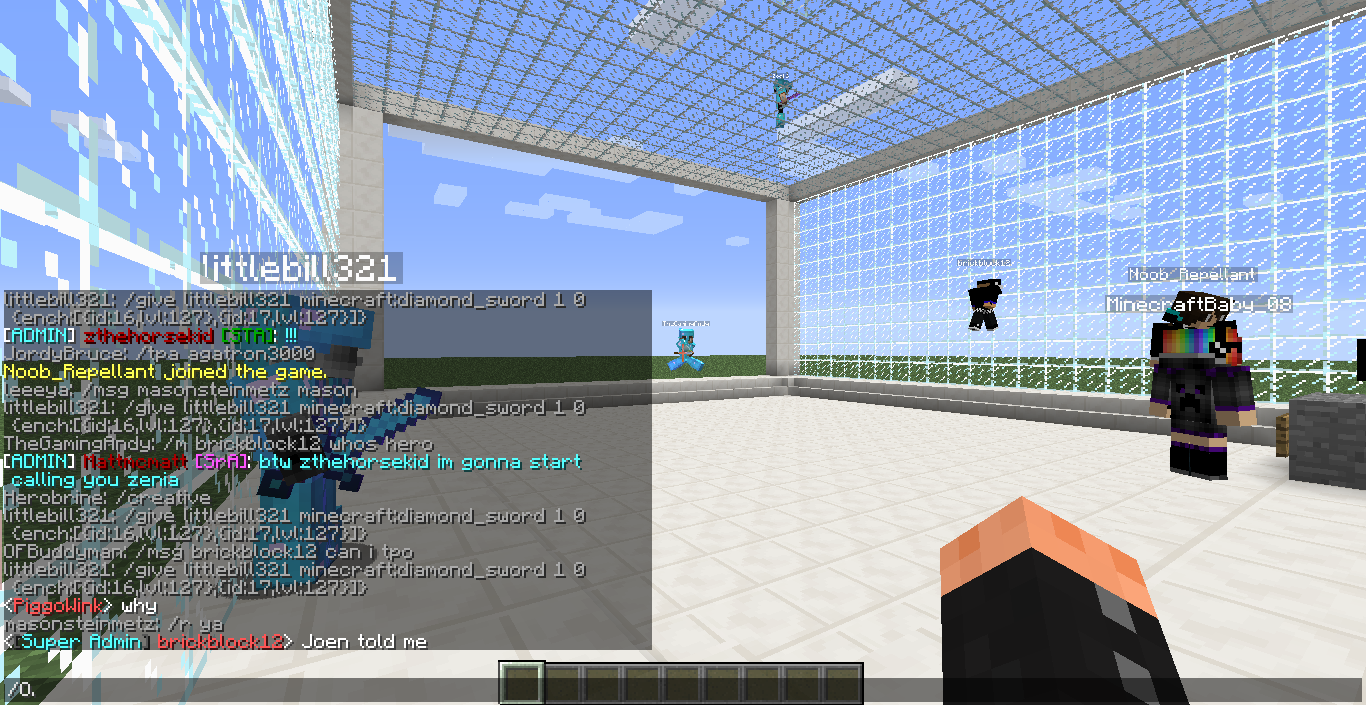 littlebill321
brickblock12
Noob_Repellant
MinecraftBaby_08
littlebill321: /give littlebill321 minecraft:diamond_sword 1 0
{ench:[{id:16,lvl:127},{id:17,lvl:127}]}
[ADMIN] zthehorsekid [STA]: !!!
JordyBruce: /tpa agatron3000
Noob_Repellant joined the game.
leeeya: /msg masonsteinmetz mason
littlebill321: /give littlebill321 minecraft:diamond_sword 1 0
{ench:[{id:16,lvl:127},{id:17,lvl:127}]}
TheGamingAndy: /m brickblock12 whos hero
[ADMIN] Mattmcmatt [SrA]: btw zthehorsekid im gonna start
calling you zenia
Herobrine: /creative
littlebill321: /give littlebill321 minecraft:diamond_sword 1 0
{ench:[{id:16,lvl:127},{id:17,lvl:127}]}
OFBuddyman: /msg brickblock12 can i tpo
littlebill321: /give littlebill321 minecraft:diamond_sword 1 0
{ench:[{id:16,lvl:127},{id:17,lvl:127}]}
<PiggoWink> why
masonsteinmetz: /r ya
<[Super Admin] brickblock12> Joen told me
/0.